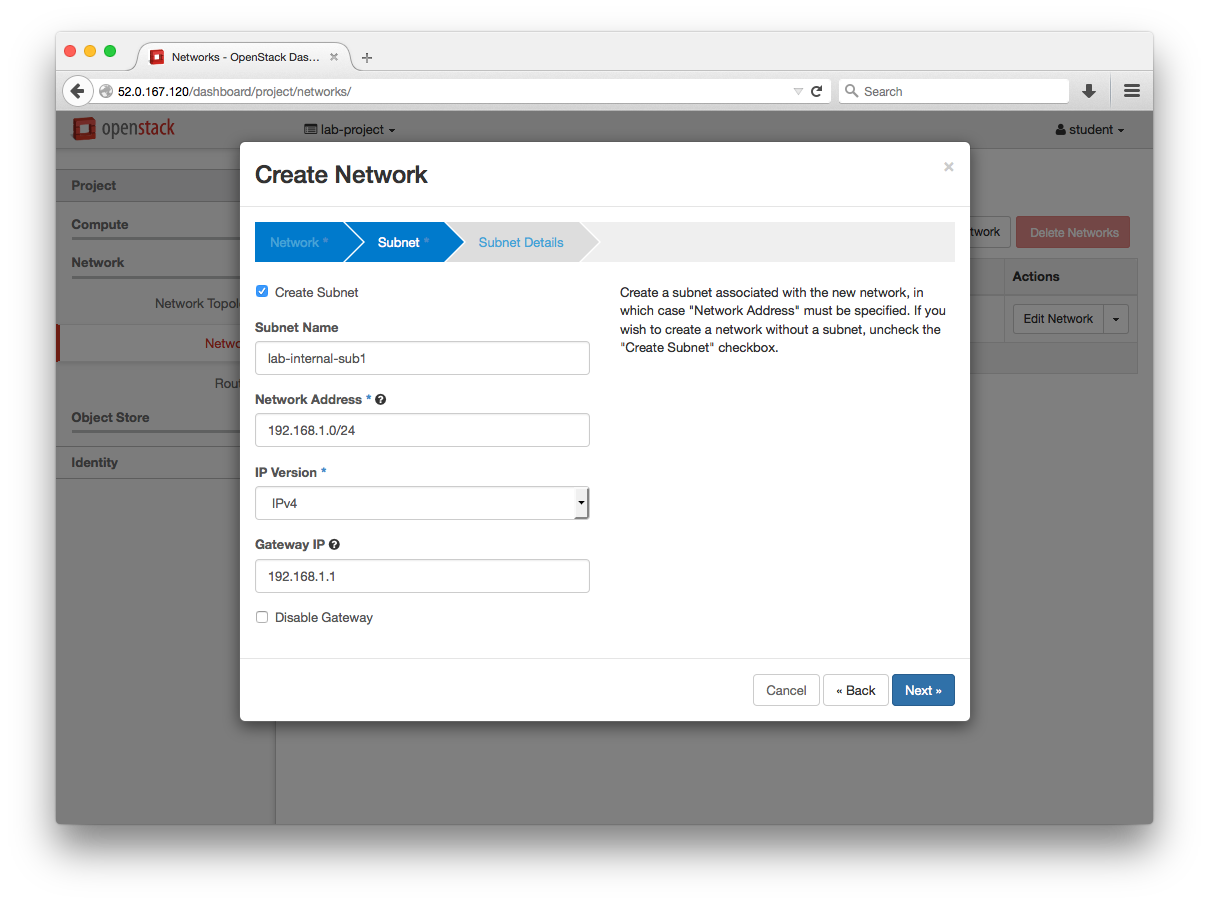 Networks - OpenStack Das...
52.0.167.120/dashboard/project/networks/
Search
openstack
lab-project
student
Project
Compute
Network
Network Topol
Netwo
Rout
Object Store
Identity
twork
Delete Networks
Actions
Edit Network
Create Network
×
Network *
Subnet *
Subnet Details
Create Subnet
Subnet Name
lab-internal-sub1
Network Address * ?
192.168.1.0/24
IP Version *
IPv4
Gateway IP ?
192.168.1.1
Disable Gateway
Create a subnet associated with the new network, in
which case "Network Address" must be specified. If you
wish to create a network without a subnet, uncheck the
"Create Subnet" checkbox.
Cancel
« Back
Next »